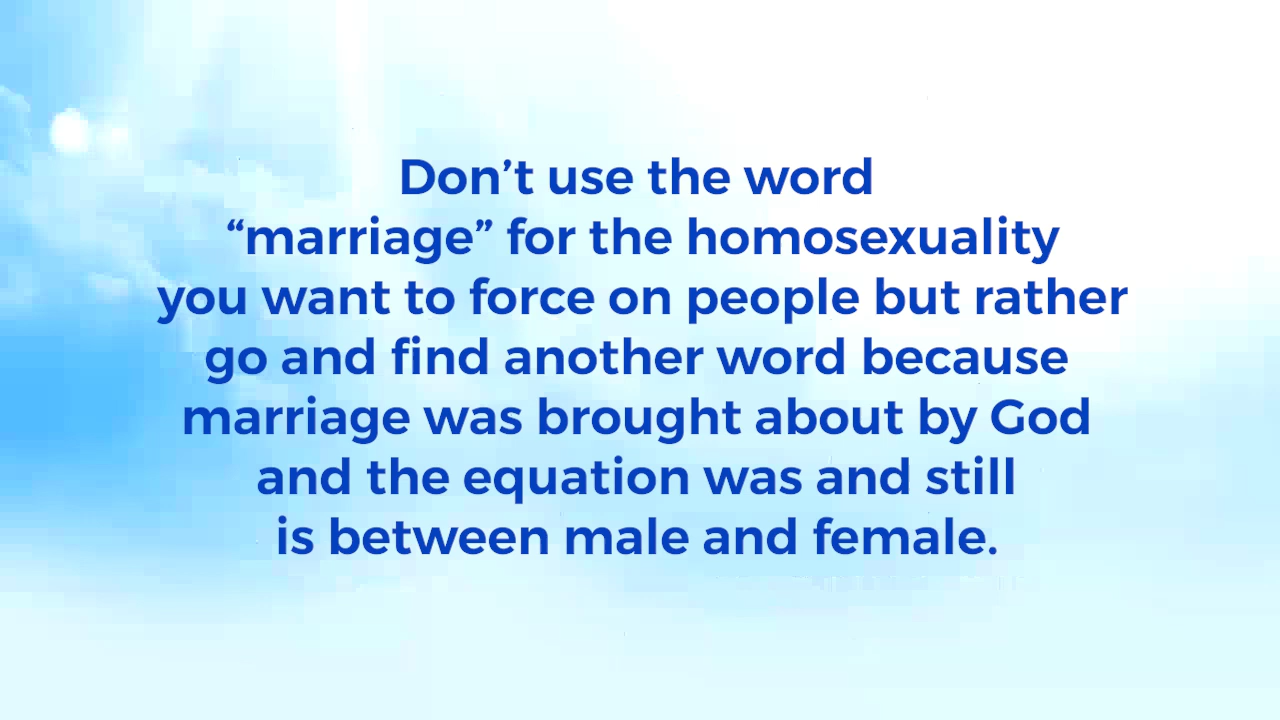 Don’t use the word
“marriage” for the homosexuality
you want to force on people but rather
go and find another word because
marriage was brought about by God
and the equation was and still
is between male and female.